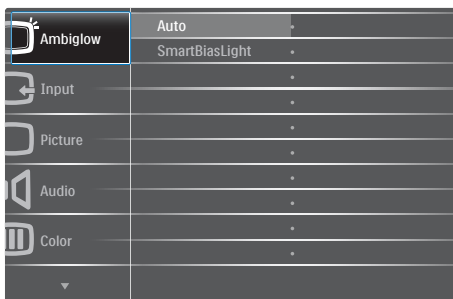 Ambiglow
Auto
SmartBiasLight
Input
Picture
Audio
Color